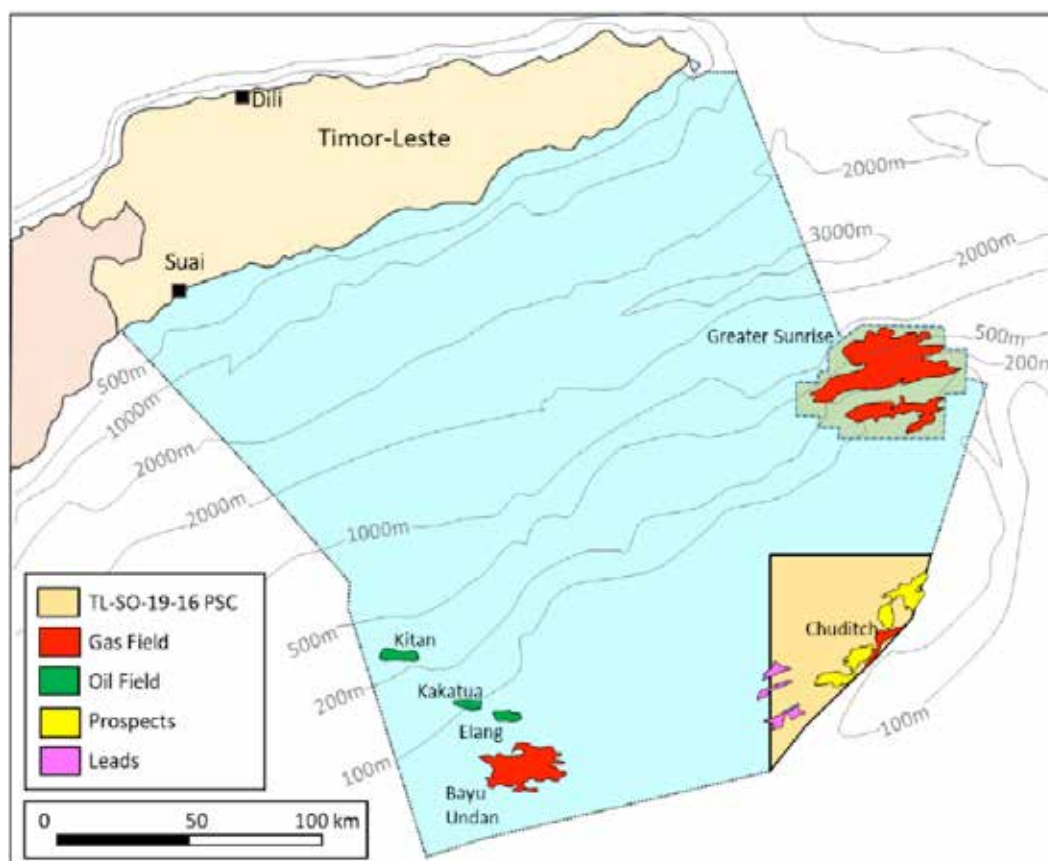 Dili
Timor-Leste
2000m
Suai
3000m
2000m
Greater Sunrise
500m
200m
500m
1000m
2000m
2000m
1000m
TL-SO-19-16 PSC
Gas Field
Oil Field
Prospects
Leads
500m
Kitan
Chuditch
200m
Kakatua
Elang
100m
100m
Bayu
Undan
0 50 100 km